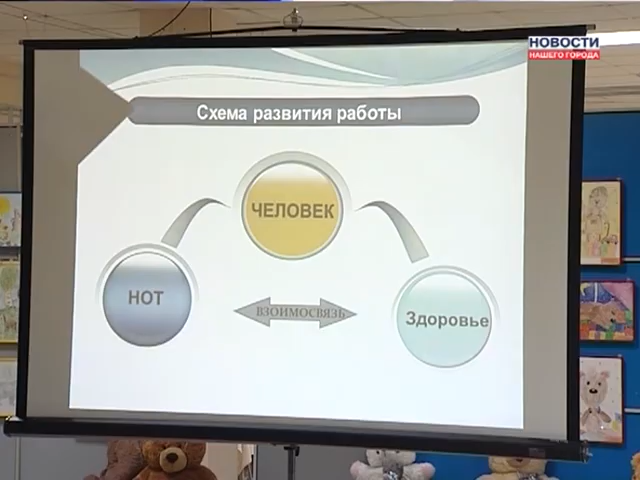 НОВОСТИ
НАШЕГО ГОРОДА
Схема развития работы
ЧЕЛОВЕК
НОТ
ВЗОИМОСВЯЗЬ
Здоровье